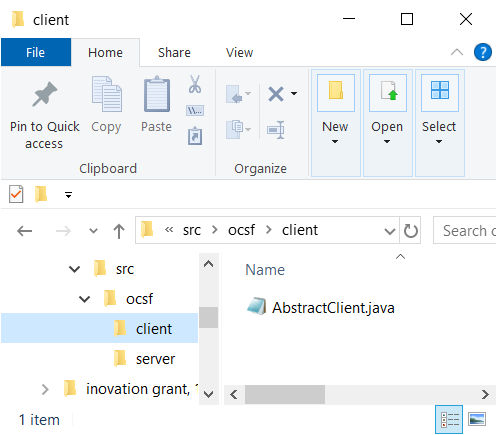 client
File Home Share View
Pin to Quick access
Copy
Paste
New
Open
Select
Clipboard
Organize
« src > ocsf > client
Search
src
ocsf
client
server
inovation grant,
Name
AbstractClient.java
1 item